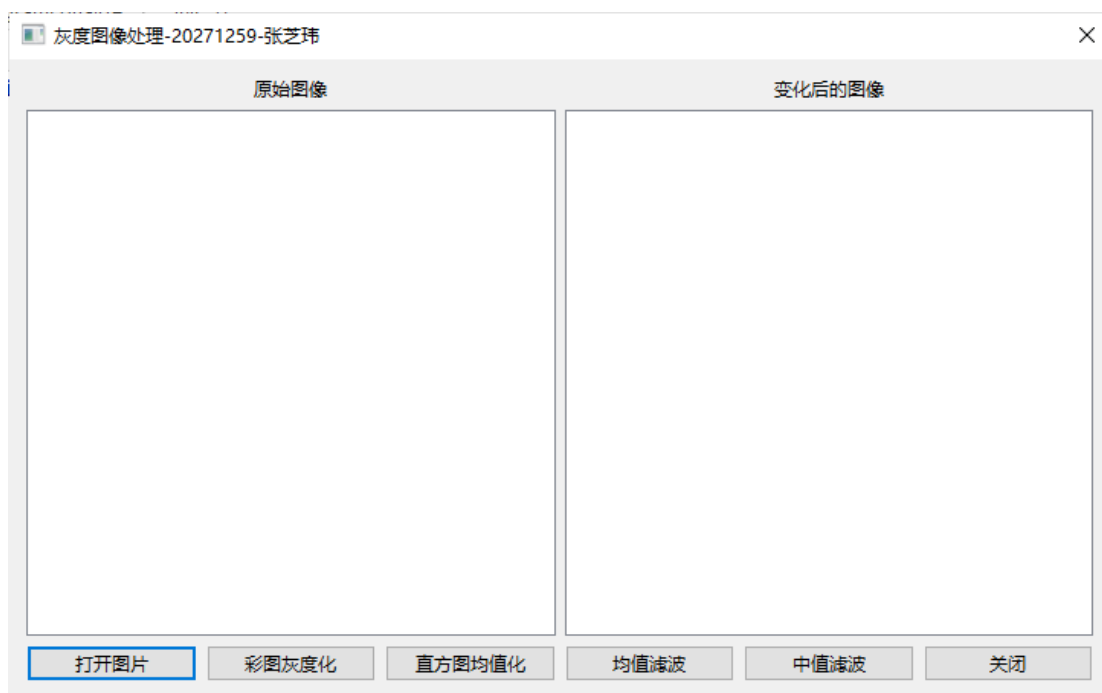 灰度图像处理-20271259-张芝玮
原始图像 变化后的图像
打开图片 彩图灰度化 直方图均值化 均值滤波 中值滤波 关闭